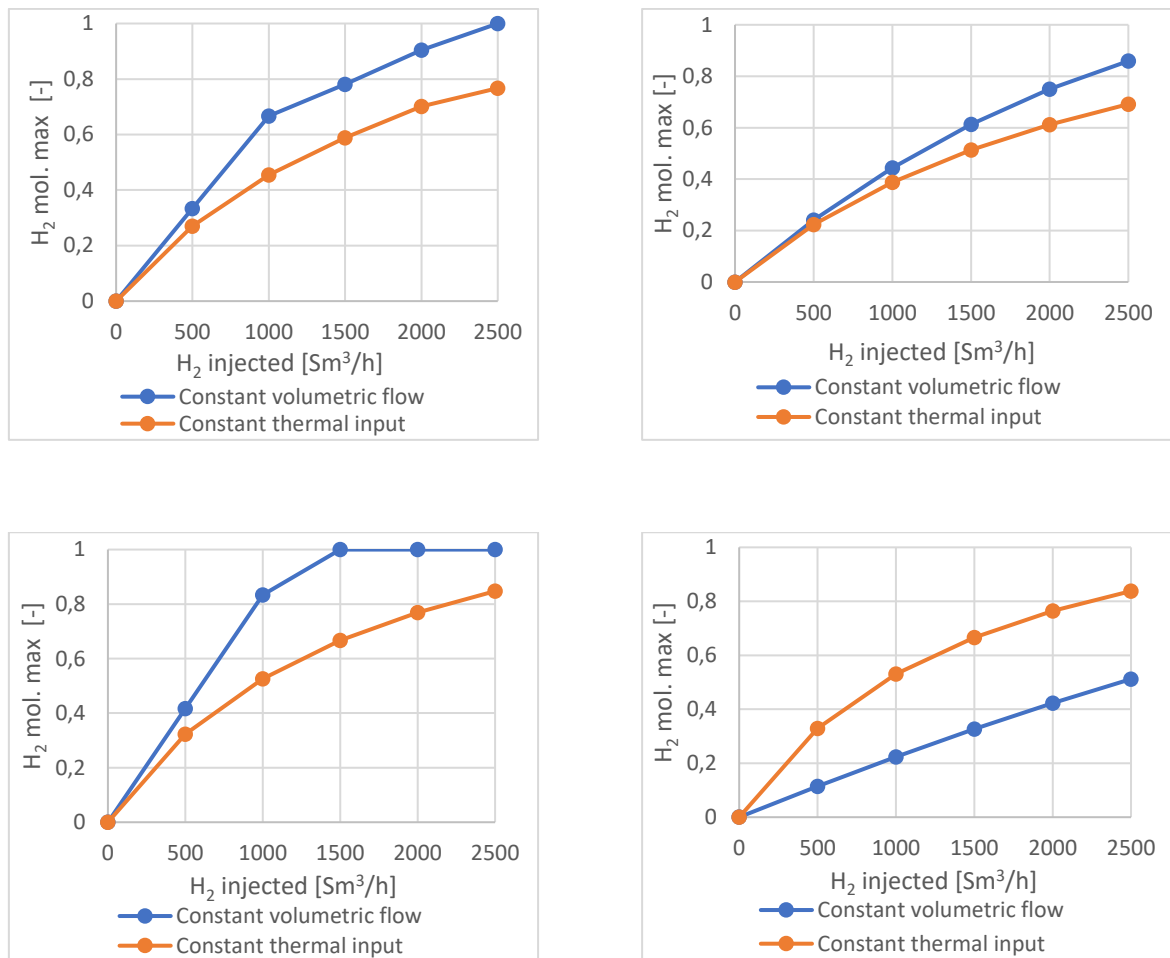 1
0,8
0,6
0,4
0,2
0
H₂ mol. max [-]
0 500 1000 1500 2000 2500
H₂ injected [Sm³/h]
Constant volumetric flow
Constant thermal input
1
0,8
0,6
0,4
0,2
0
H₂ mol. max [-]
0 500 1000 1500 2000 2500
H₂ injected [Sm³/h]
Constant volumetric flow
Constant thermal input
1
0,8
0,6
0,4
0,2
0
H₂ mol. max [-]
0 500 1000 1500 2000 2500
H₂ injected [Sm³/h]
Constant volumetric flow
Constant thermal input
1
0,8
0,6
0,4
0,2
0
H₂ mol. max [-]
0 500 1000 1500 2000 2500
H₂ injected [Sm³/h]
Constant volumetric flow
Constant thermal input